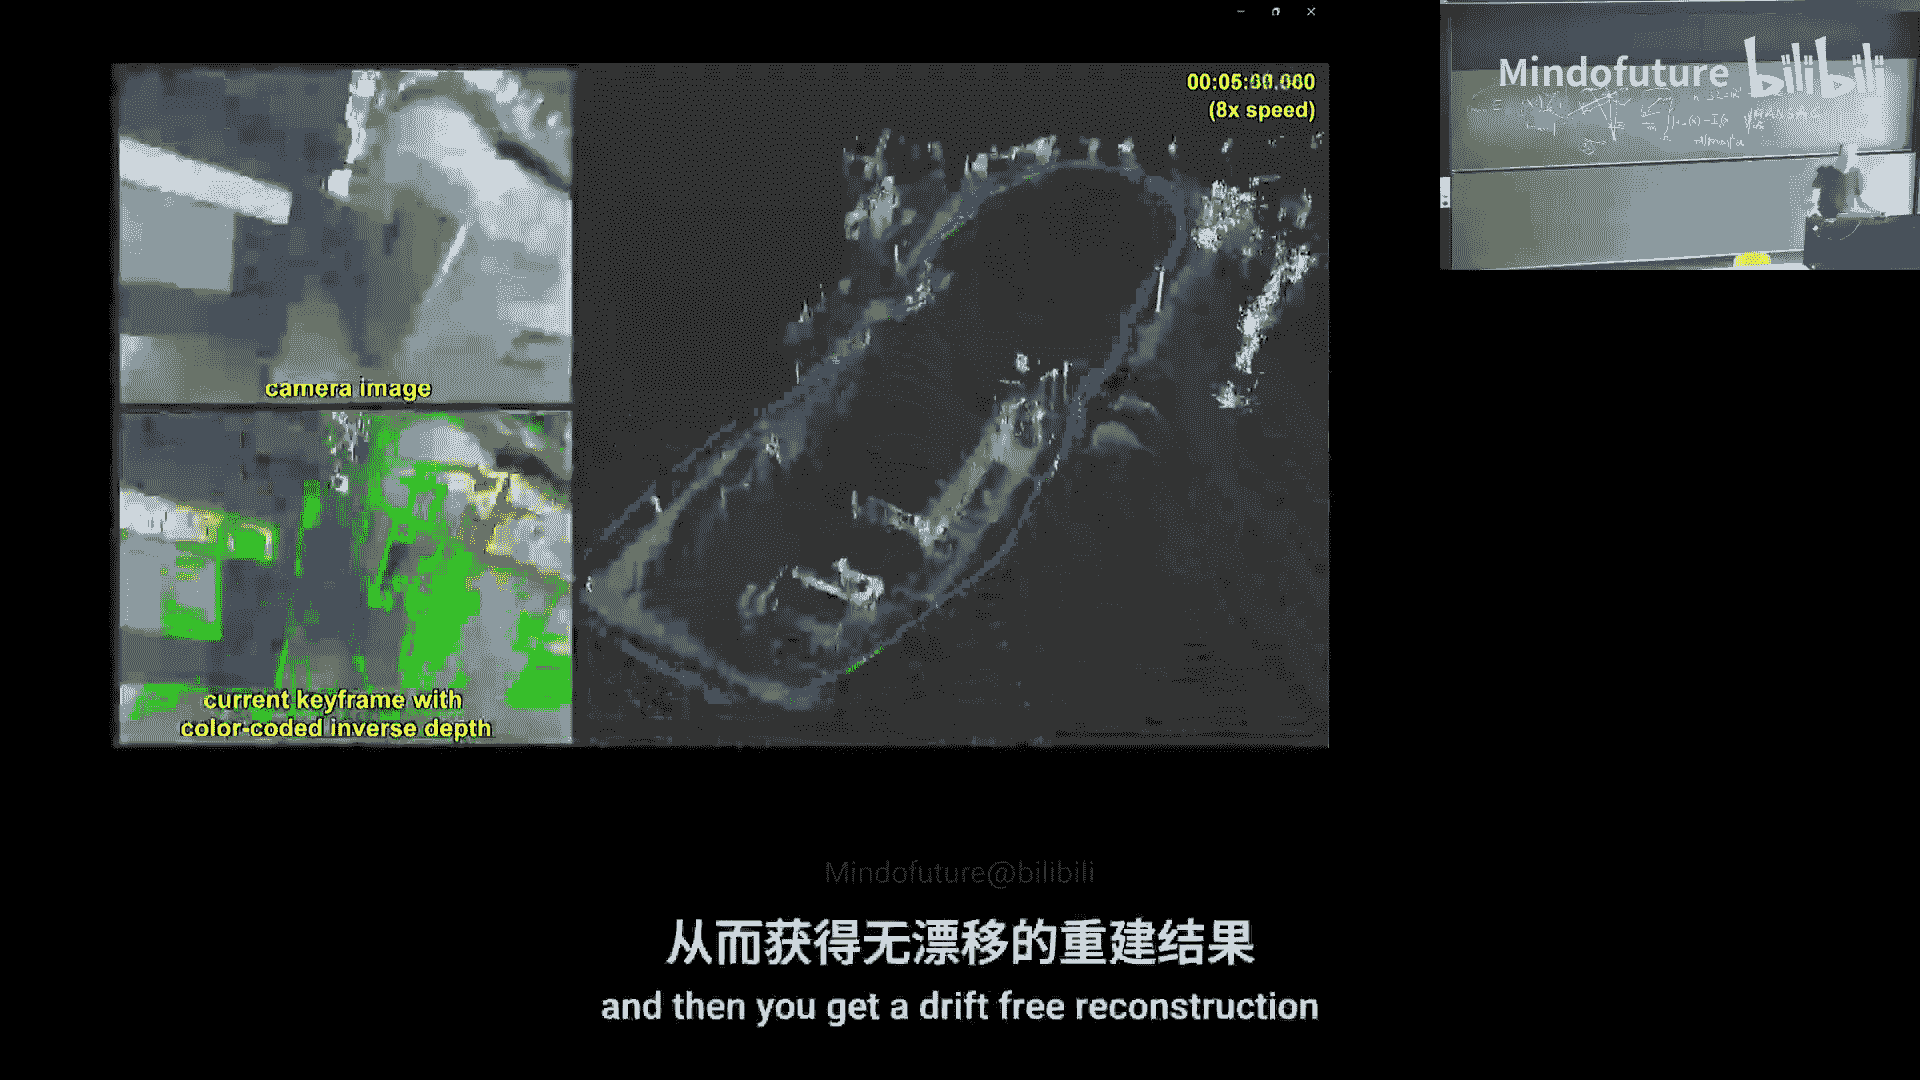 00:05:00.000
(8x speed)
camera image
current keyframe with
color-coded inverse depth
Mindofuture bilibili
Mindofuture@bilibili
从而获得无漂移的重建结果
and then you get a drift free reconstruction